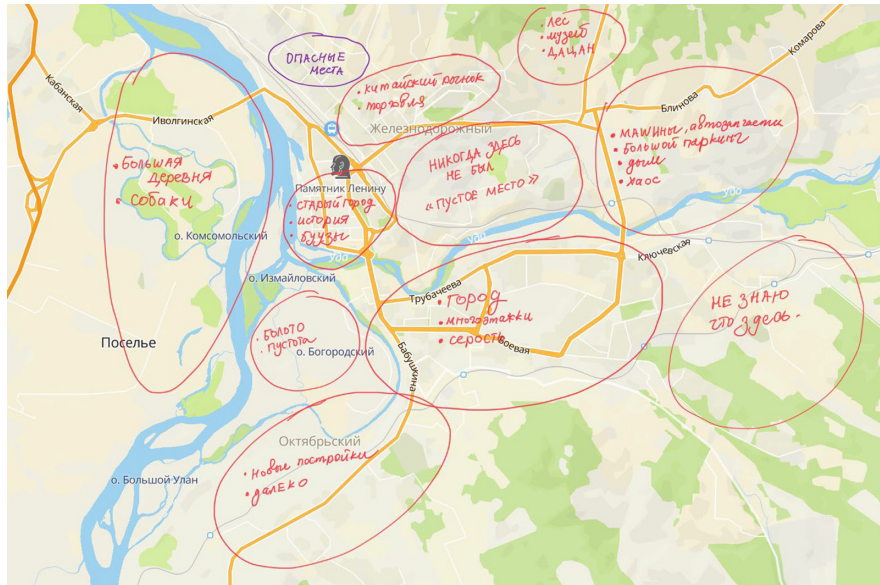 • ЛЕС
• музей
• ДАЦАН
Комарова
ОПАСНЫЕ
места
Кабанская
• китайский рынок
• торговля
Блинова
Иволгинская
Железнодорожный
• МАШИНЫ, автозапчасти
• большой паркинг
• дым
• хаос
НИКОГДА ЗДЕСЬ
НЕ БЫЛ
«ПУСТОЕ МЕСТО»
• БОЛЬШАЯ
ДЕРЕВНЯ
• СОБАКИ
Памятник Ленину
• СТАРЫЙ ГОРОД
• ИСТОРИЯ
• БУУЗЫ
о. Комсомольский
Уда
Уда
Ключевская
о. Измайловский
Трубачеева
• ГОРОД
• многоэтажки
• серость
НЕ ЗНАЮ
что здесь.
• БОЛОТО
• пустота
Поселье
о. Богородский
Боевая
Бабушкина
Октябрьский
• Новые постройки
• ДАЛЕКО
о. Большой Улан